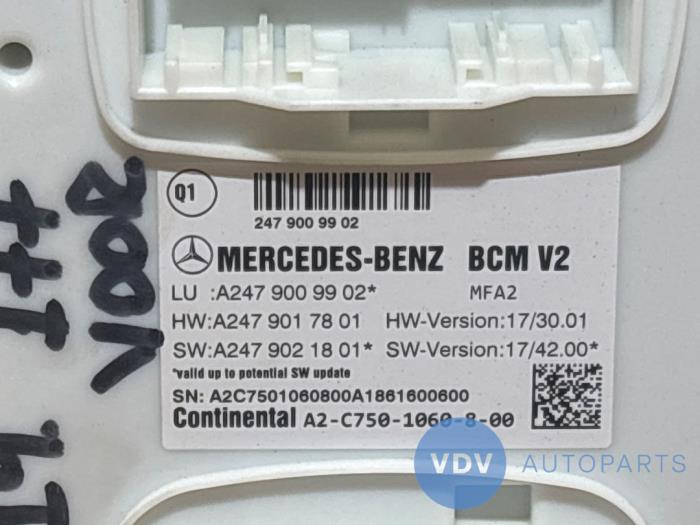 Q1
247 900 99 02
MERCEDES-BENZ BCM V2
LU :A247 900 99 02* MFA2
HW:A247 901 78 01 HW-Version:17/30.01
SW:A247 902 18 01* SW-Version:17/42.00*
*valid up to potential SW update
SN: A2C7501060800A1861600600
Continental A2-C750-1060-8-00
VDV AUTOPARTS